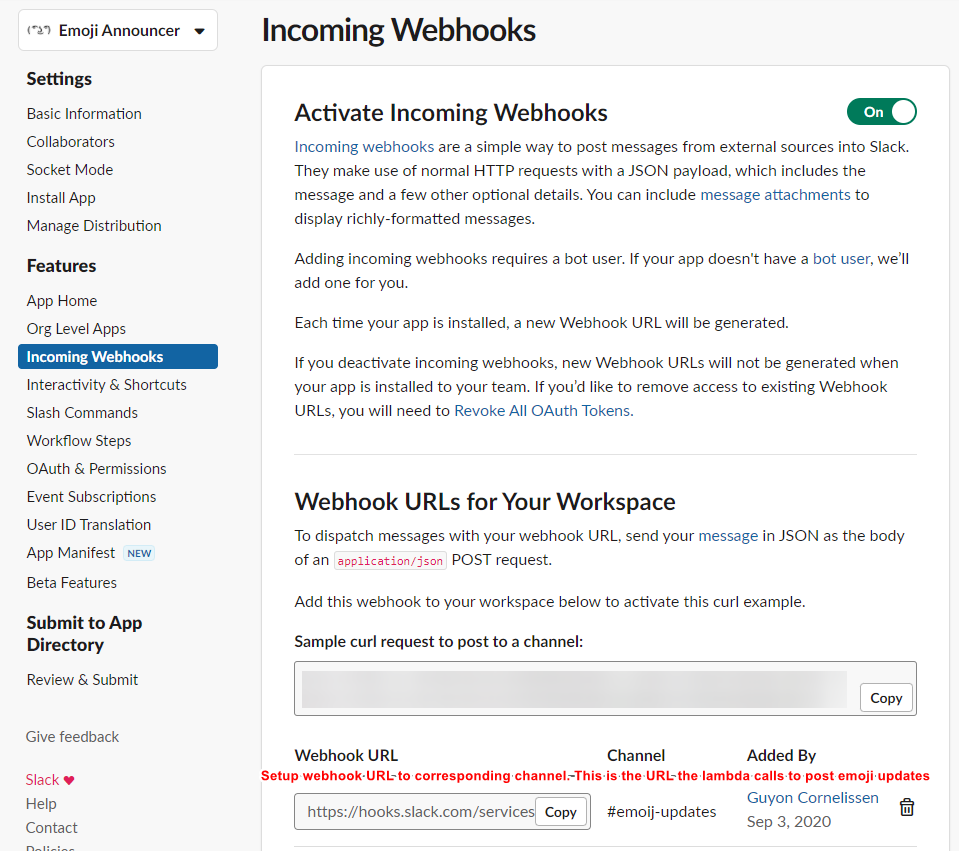 Emoji Announcer
Settings
Basic Information
Collaborators
Socket Mode
Install App
Manage Distribution
Features
App Home
Org Level Apps
Incoming Webhooks
Interactivity & Shortcuts
Slash Commands
Workflow Steps
OAuth & Permissions
Event Subscriptions
User ID Translation
App Manifest NEW
Beta Features
Submit to App
Directory
Review & Submit
Give feedback
Slack ♥
Help
Contact
Policies
Incoming Webhooks
Activate Incoming Webhooks
On
Incoming webhooks are a simple way to post messages from external sources into Slack.
They make use of normal HTTP requests with a JSON payload, which includes the
message and a few other optional details. You can include message attachments to
display richly-formatted messages.
Adding incoming webhooks requires a bot user. If your app doesn't have a bot user, we’ll
add one for you.
Each time your app is installed, a new Webhook URL will be generated.
If you deactivate incoming webhooks, new Webhook URLs will not be generated when
your app is installed to your team. If you’d like to remove access to existing Webhook
URLs, you will need to Revoke All OAuth Tokens.
Webhook URLs for Your Workspace
To dispatch messages with your webhook URL, send your message in JSON as the body
of an application/json POST request.
Add this webhook to your workspace below to activate this curl example.
Sample curl request to post to a channel:
Copy
Webhook URL Channel Added By
Setup webhook URL to corresponding channel. This is the URL the lambda calls to post emoji updates
https://hooks.slack.com/services Copy #emoij-updates Guyon Cornelissen
Sep 3, 2020